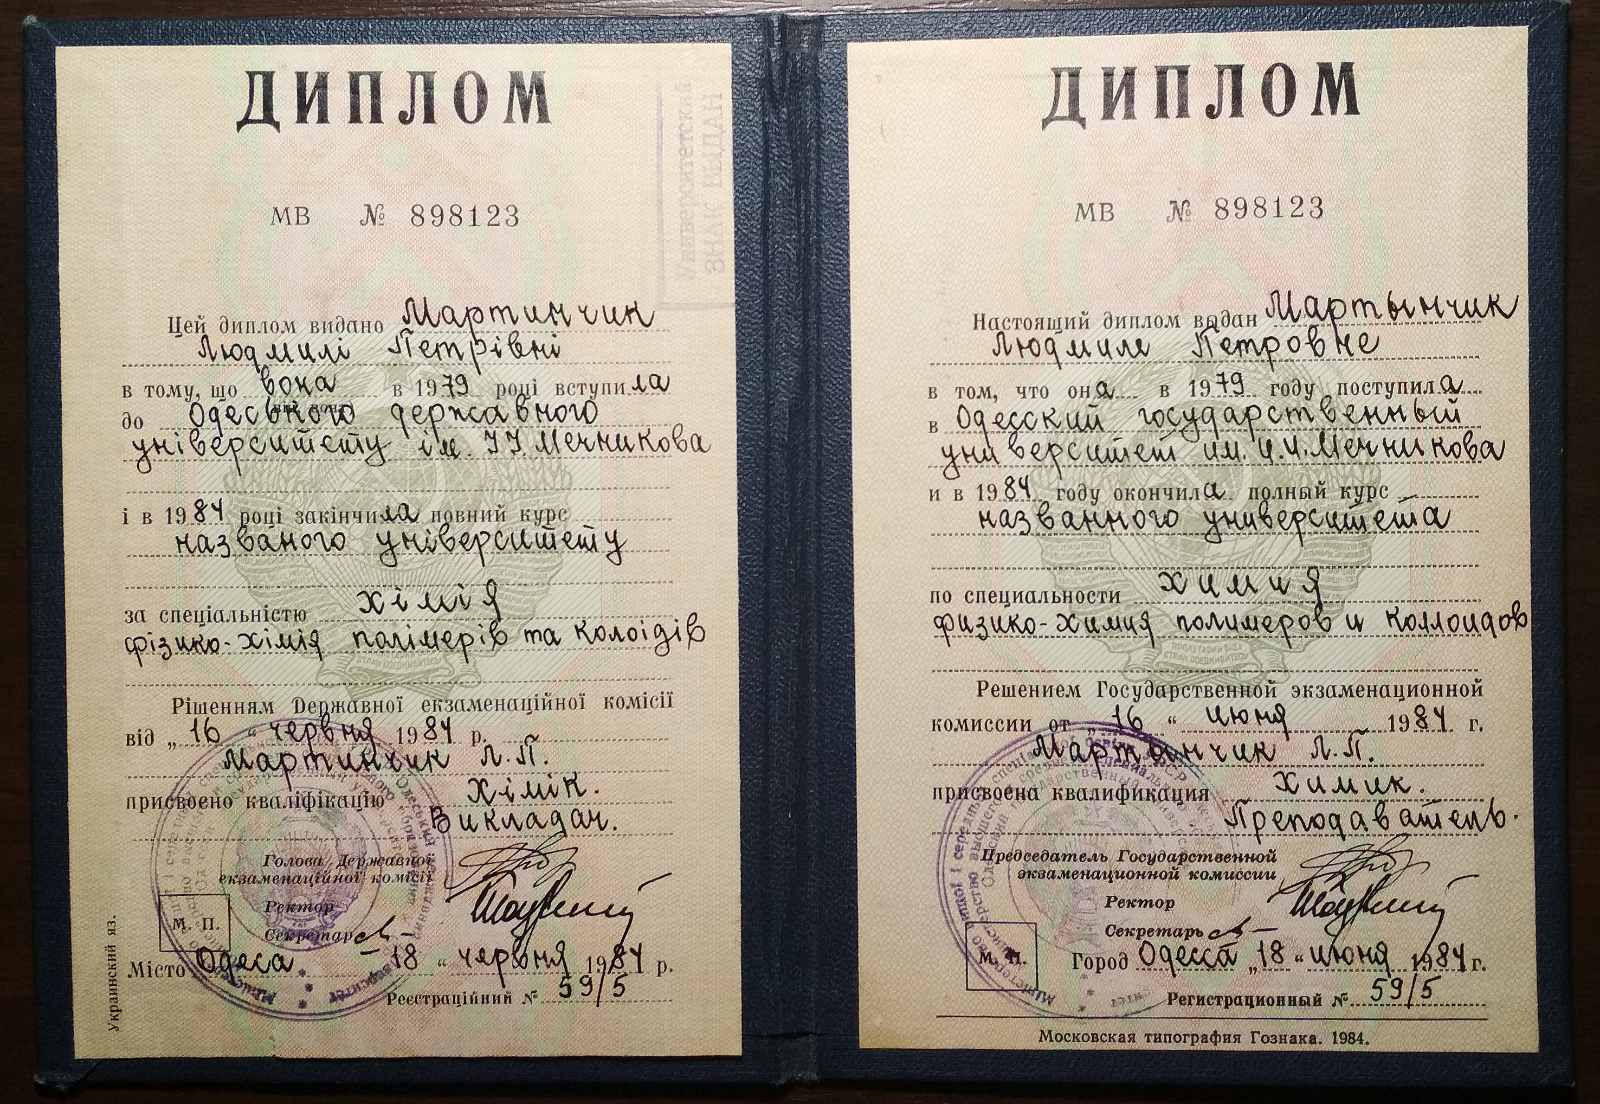 ДИПЛОМ
МВ № 898123
Университетский
ЗНАК ВЫДАН
Цей диплом видано Мартинчик
Людмилі Петрівні
в тому, що вона в 1979 році вступила
до Одеського державного
університету ім. І.І. Мечникова
і в 1984 році закінчила повний курс
названого університету
за спеціальністю хімія
фізико-хімія полімерів та колоїдів
Рішенням Державної екзаменаційної комісії
від „16 “ червня 1984 р.
Мартинчик Л.П.
присвоено кваліфікацію Хімік.
Викладач.
Голова Державної
екзаменаційної комісії
Ректор
М. П.
Секретар
Місто Одеса 18 “ червня 1984 р.
Реєстраційний № 59/5
Украинский яз.
ДИПЛОМ
МВ № 898123
Настоящий диплом выдан Мартынчик
Людмиле Петровне
в том, что она в 1979 году поступила
в Одесский государственный
университет им. И.И. Мечникова
и в 1984 году окончила полный курс
названного университета
по специальности химия
физико-химия полимеров и коллоидов
Решением Государственной экзаменационной
комиссии от „16 “ июня 1984 г.
Мартынчик Л.П.
присвоена квалификация Химик.
Преподаватель.
Председатель Государственной
экзаменационной комиссии
Ректор
Секретарь
М. П.
Город Одесса „18 “ июня 1984 г.
Регистрационный № 59/5
Московская типография Гознака. 1984.